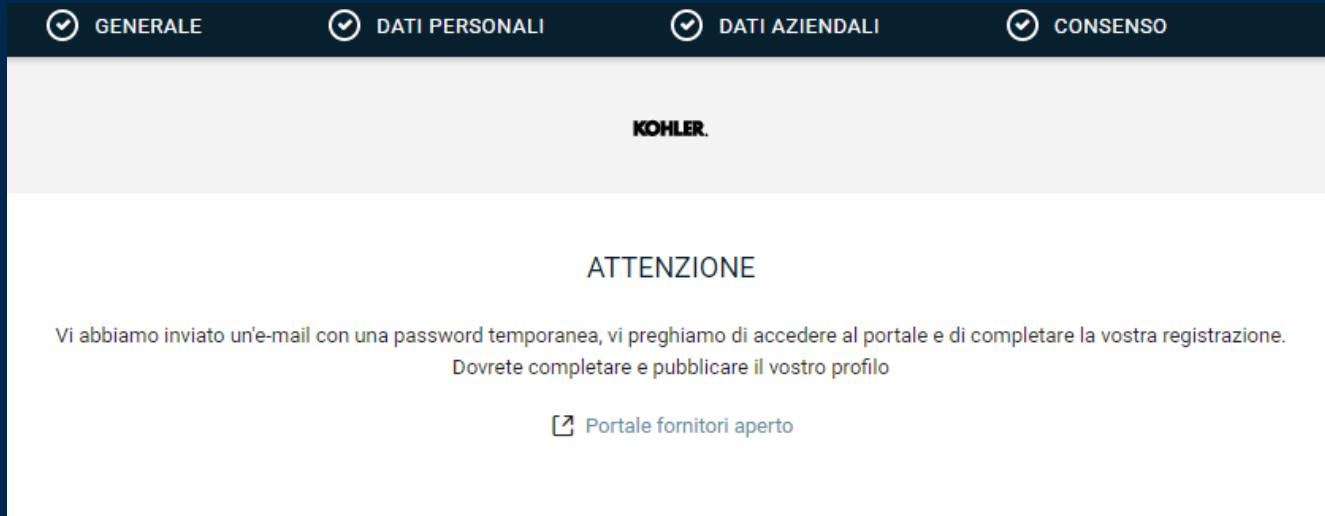 GENERALE
DATI PERSONALI
DATI AZIENDALI
CONSENSO
KOHLER.
ATTENZIONE
Vi abbiamo inviato un'e-mail con una password temporanea, vi preghiamo di accedere al portale e di completare la vostra registrazione.
Dovrete completare e pubblicare il vostro profilo
Portale fornitori aperto